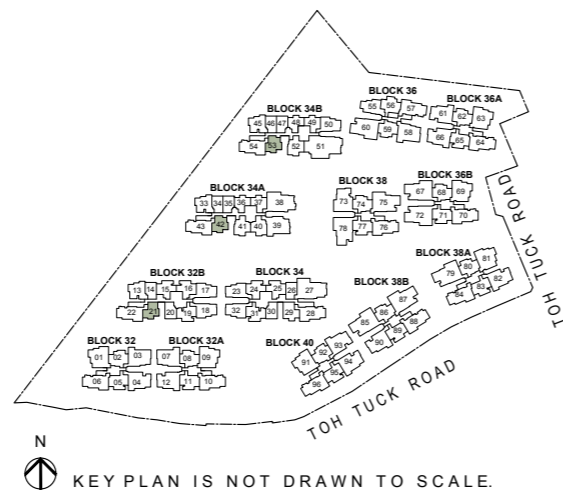 BLOCK 36
55 56 57
60 59 58
BLOCK 36A
61 62 63
66 65 64
BLOCK 34B
45 46 47 48 49 50
54 53 52 51
BLOCK 34A
33 34 35 36 37 38
43 42 41 40 39
BLOCK 38
73 74 75
78 77 76
BLOCK 36B
67 68 69
72 71 70
TOH TUCK ROAD
TOH TUCK ROAD
BLOCK 38A
79 80 81
84 83 82
BLOCK 32B
13 14 15 16 17
22 21 20 19 18
BLOCK 34
23 24 25 26 27
32 31 30 29 28
BLOCK 38B
85 86 87
90 89 88
BLOCK 32
01 02 03
06 05 04
BLOCK 32A
07 08 09
12 11 10
BLOCK 40
91 92 93
96 95 94
TOH TUCK ROAD
N
KEY PLAN IS NOT DRAWN TO SCALE.